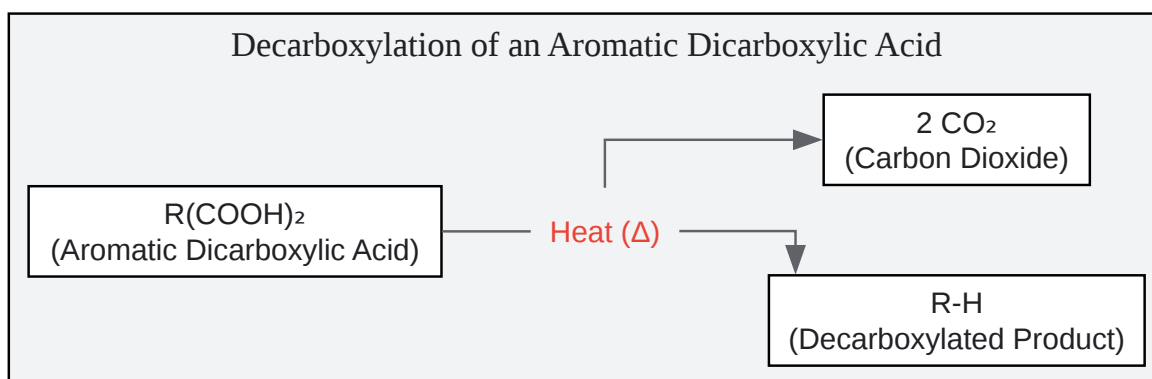 Decarboxylation of an Aromatic Dicarboxylic Acid
2 CO₂
(Carbon Dioxide)
R(COOH)₂
(Aromatic Dicarboxylic Acid)
Heat (Δ)
R-H
(Decarboxylated Product)